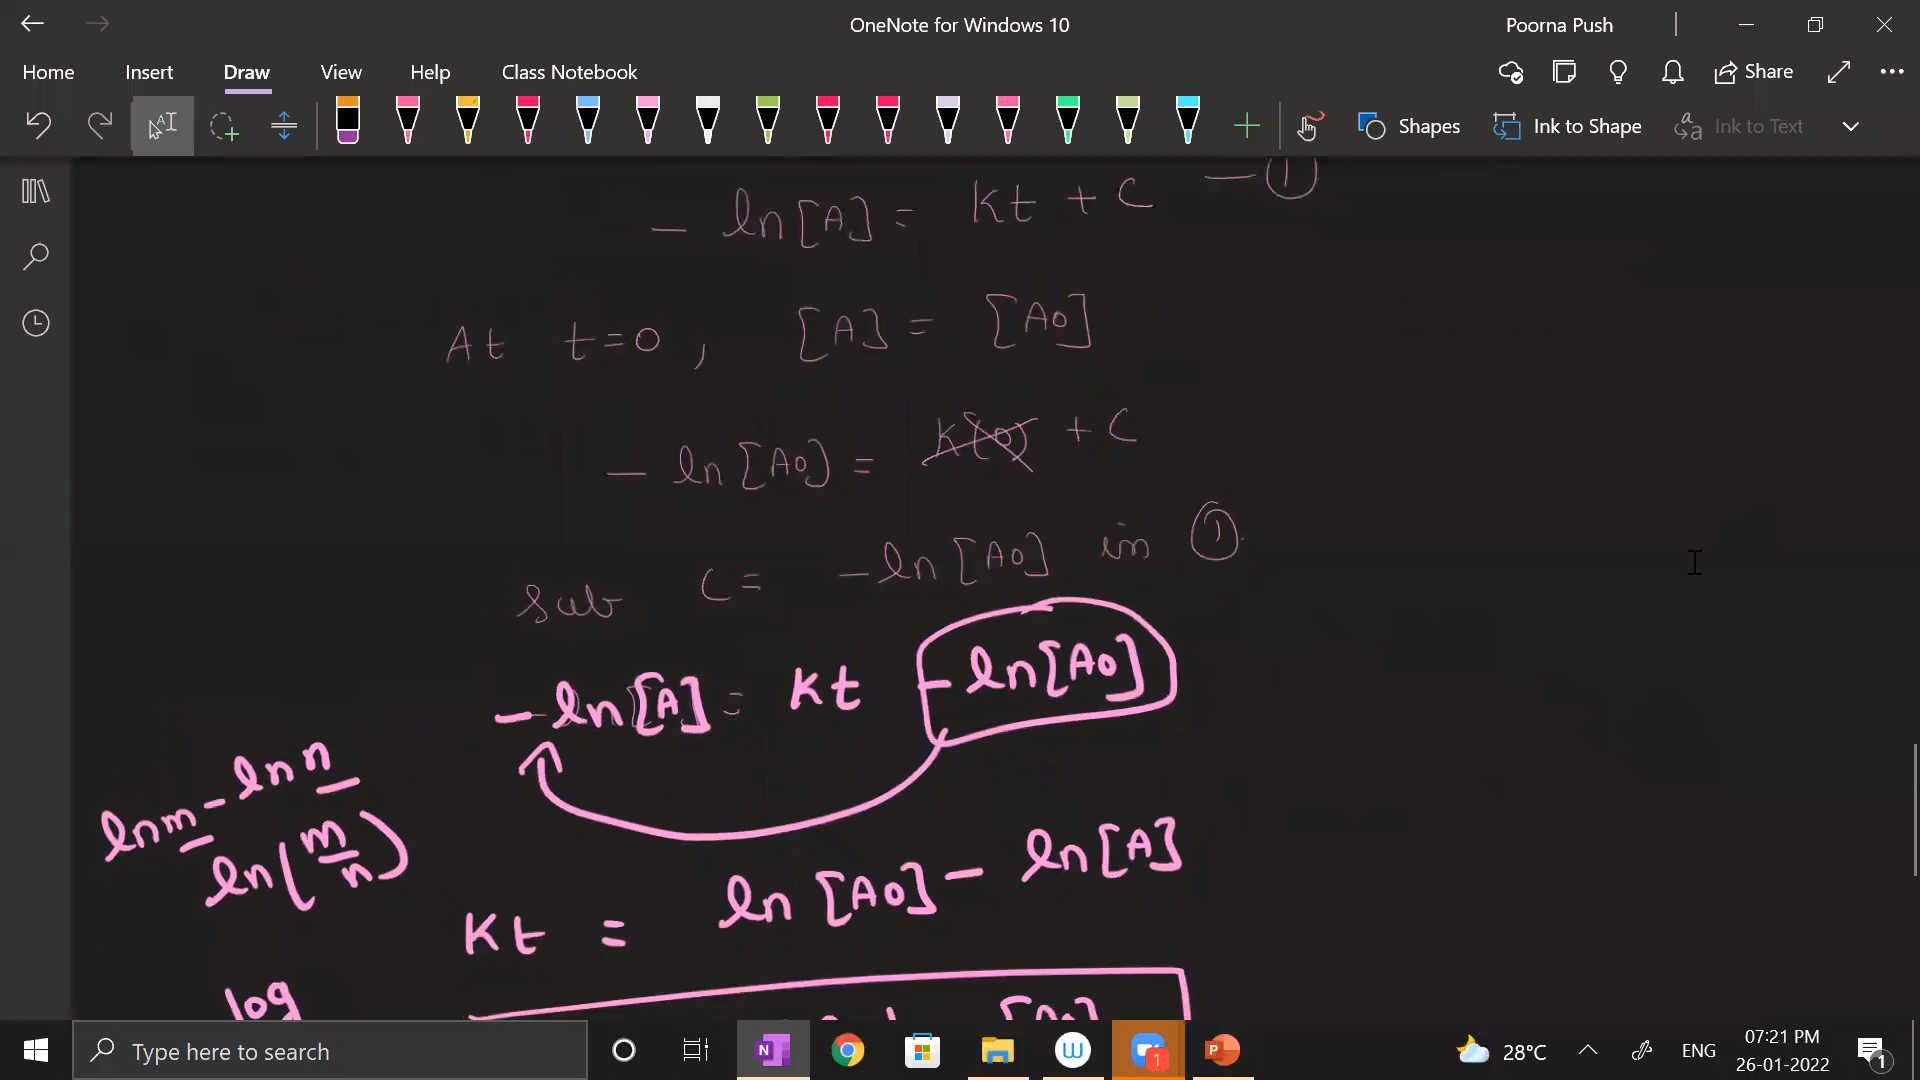 OneNote for Windows 10
Poorna Push
Home Insert Draw View Help Class Notebook
Share
Shapes Ink to Shape Ink to Text
- ln[A] = Kt + C — ①
At t=0 , [A] = [A0]
- ln[A0] = K(0) + C
sub C = -ln[A0] in ①
-ln[A] = Kt - ln[A0]
lnm - ln n
ln(m/n)
Kt = ln[A0] - ln[A]
log
Type here to search
28°C
ENG
07:21 PM
26-01-2022
1
1